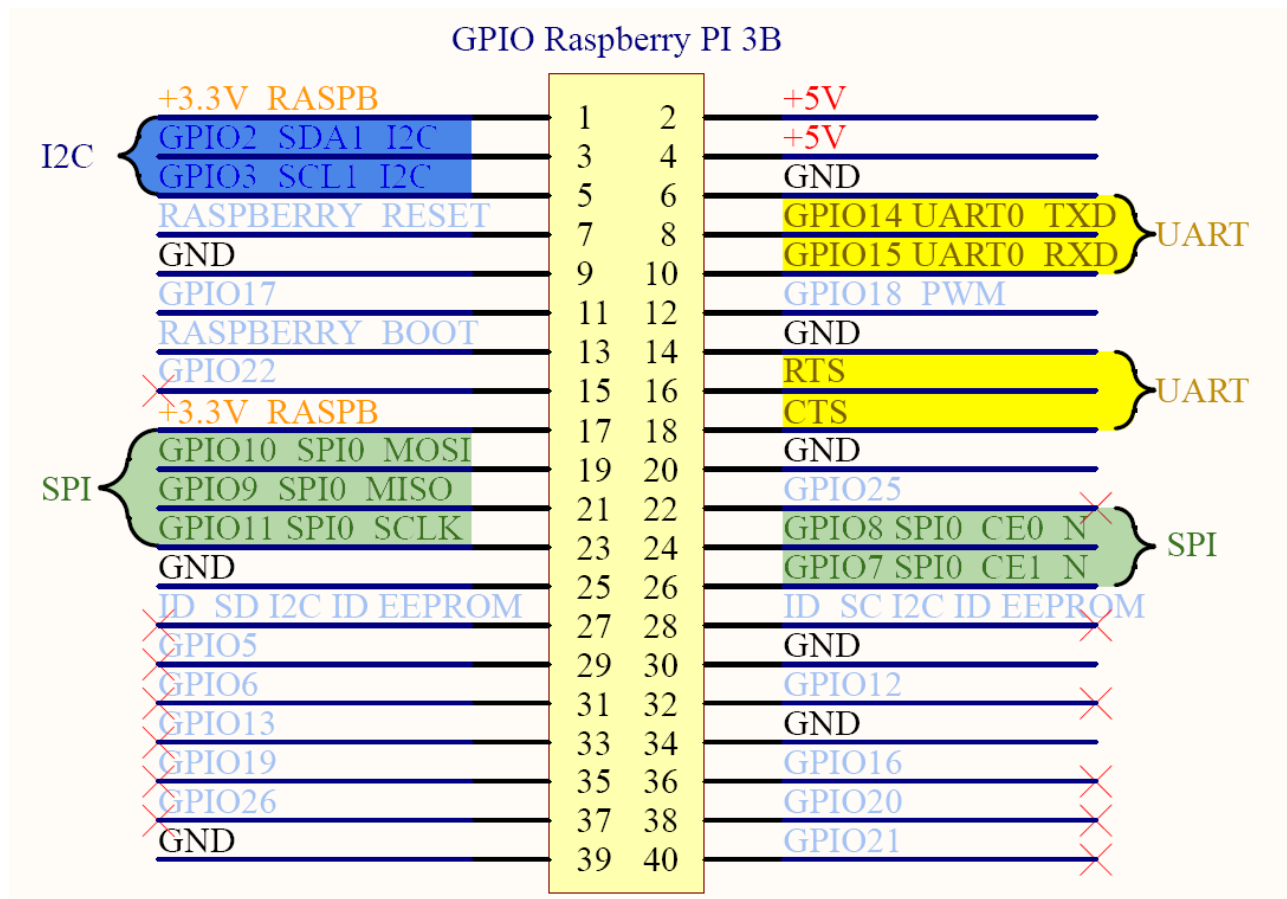 GPIO Raspberry PI 3B
+3.3V RASPB 1 2 +5V
I2C
GPIO2 SDA1 I2C 3 4 +5V
GPIO3 SCL1 I2C 5 6 GND
RASPBERRY RESET 7 8 GPIO14 UART0 TXD
UART
GND 9 10 GPIO15 UART0 RXD
GPIO17 11 12 GPIO18 PWM
RASPBERRY BOOT 13 14 GND
GPIO22 15 16 RTS
UART
+3.3V RASPB 17 18 CTS
GPIO10 SPI0 MOSI 19 20 GND
SPI
GPIO9 SPI0 MISO 21 22 GPIO25
GPIO11 SPI0 SCLK 23 24 GPIO8 SPI0 CE0 N
SPI
GND 25 26 GPIO7 SPI0 CE1 N
ID SD I2C ID EEPROM 27 28 ID SC I2C ID EEPROM
GPIO5 29 30 GND
GPIO6 31 32 GPIO12
GPIO13 33 34 GND
GPIO19 35 36 GPIO16
GPIO26 37 38 GPIO20
GND 39 40 GPIO21